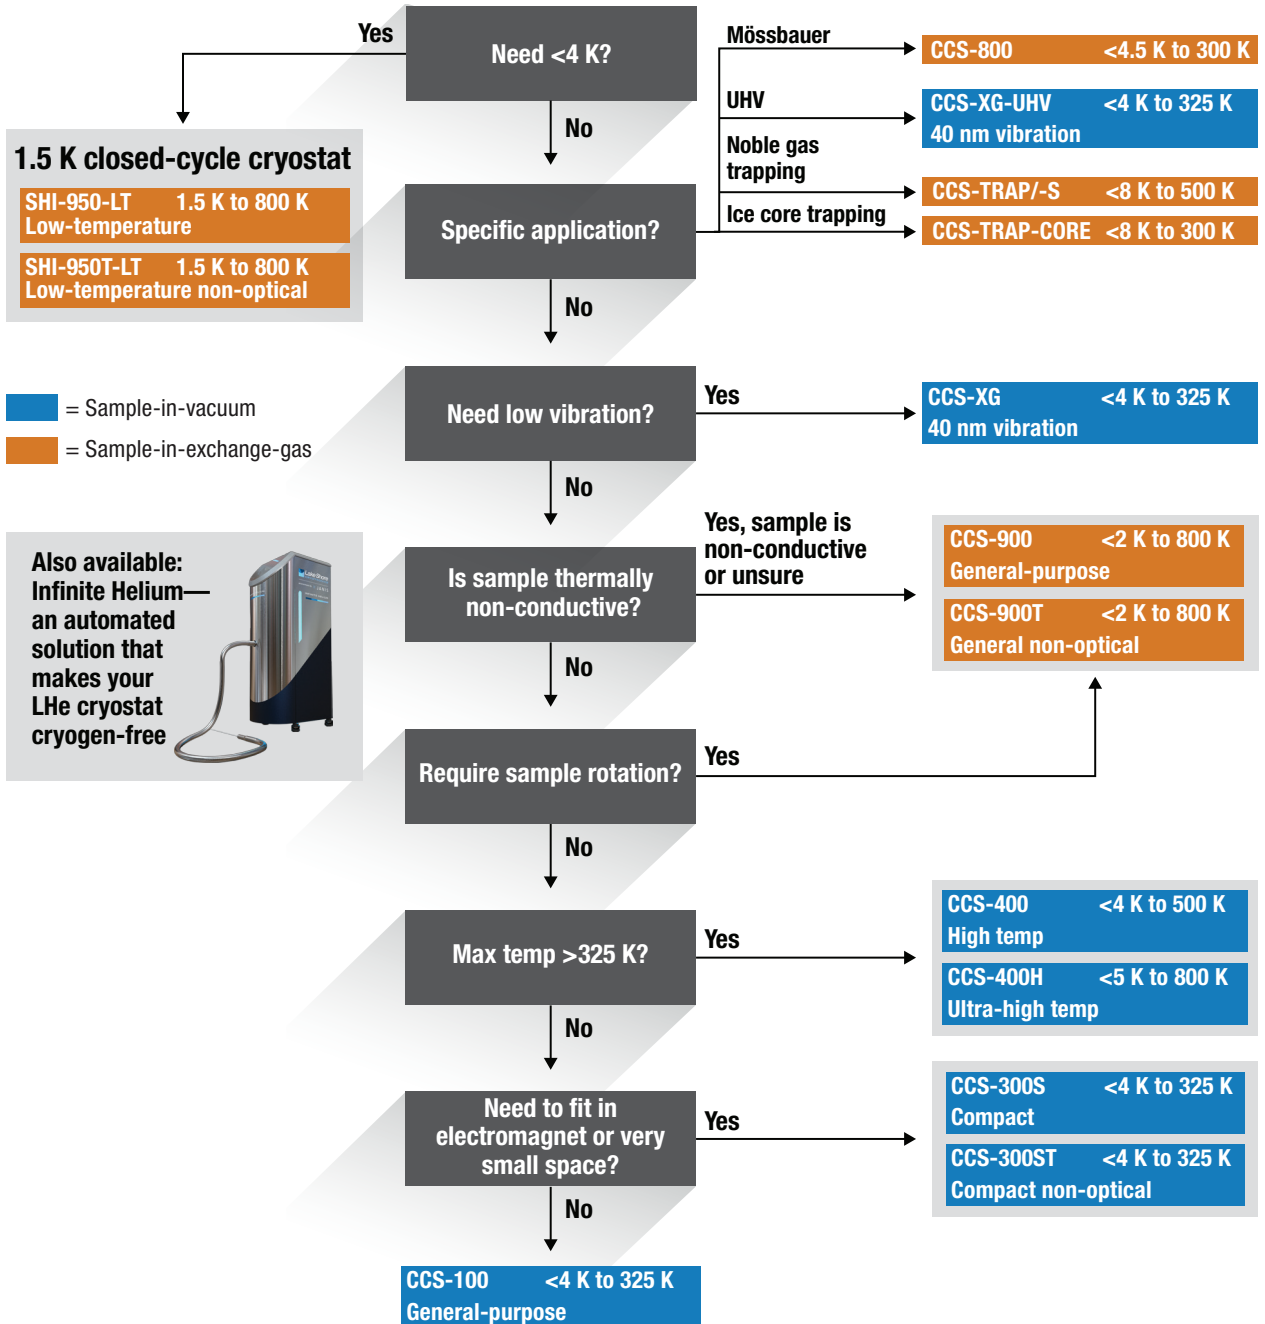 Need <4 K?
Yes
No
1.5 K closed-cycle cryostat
SHI-950-LT 1.5 K to 800 K
Low-temperature
SHI-950T-LT 1.5 K to 800 K
Low-temperature non-optical
Specific application?
Mössbauer
CCS-800 <4.5 K to 300 K
UHV
CCS-XG-UHV <4 K to 325 K
40 nm vibration
Noble gas
trapping
CCS-TRAP/-S <8 K to 500 K
Ice core trapping
CCS-TRAP-CORE <8 K to 300 K
No
= Sample-in-vacuum
= Sample-in-exchange-gas
Need low vibration?
Yes
CCS-XG <4 K to 325 K
40 nm vibration
No
Also available:
Infinite Helium—
an automated
solution that
makes your
LHe cryostat
cryogen-free
LakeShore
Is sample thermally
non-conductive?
Yes, sample is
non-conductive
or unsure
CCS-900 <2 K to 800 K
General-purpose
CCS-900T <2 K to 800 K
General non-optical
No
Require sample rotation?
Yes
No
Max temp >325 K?
Yes
CCS-400 <4 K to 500 K
High temp
CCS-400H <5 K to 800 K
Ultra-high temp
No
Need to fit in
electromagnet or very
small space?
Yes
CCS-300S <4 K to 325 K
Compact
CCS-300ST <4 K to 325 K
Compact non-optical
No
CCS-100 <4 K to 325 K
General-purpose